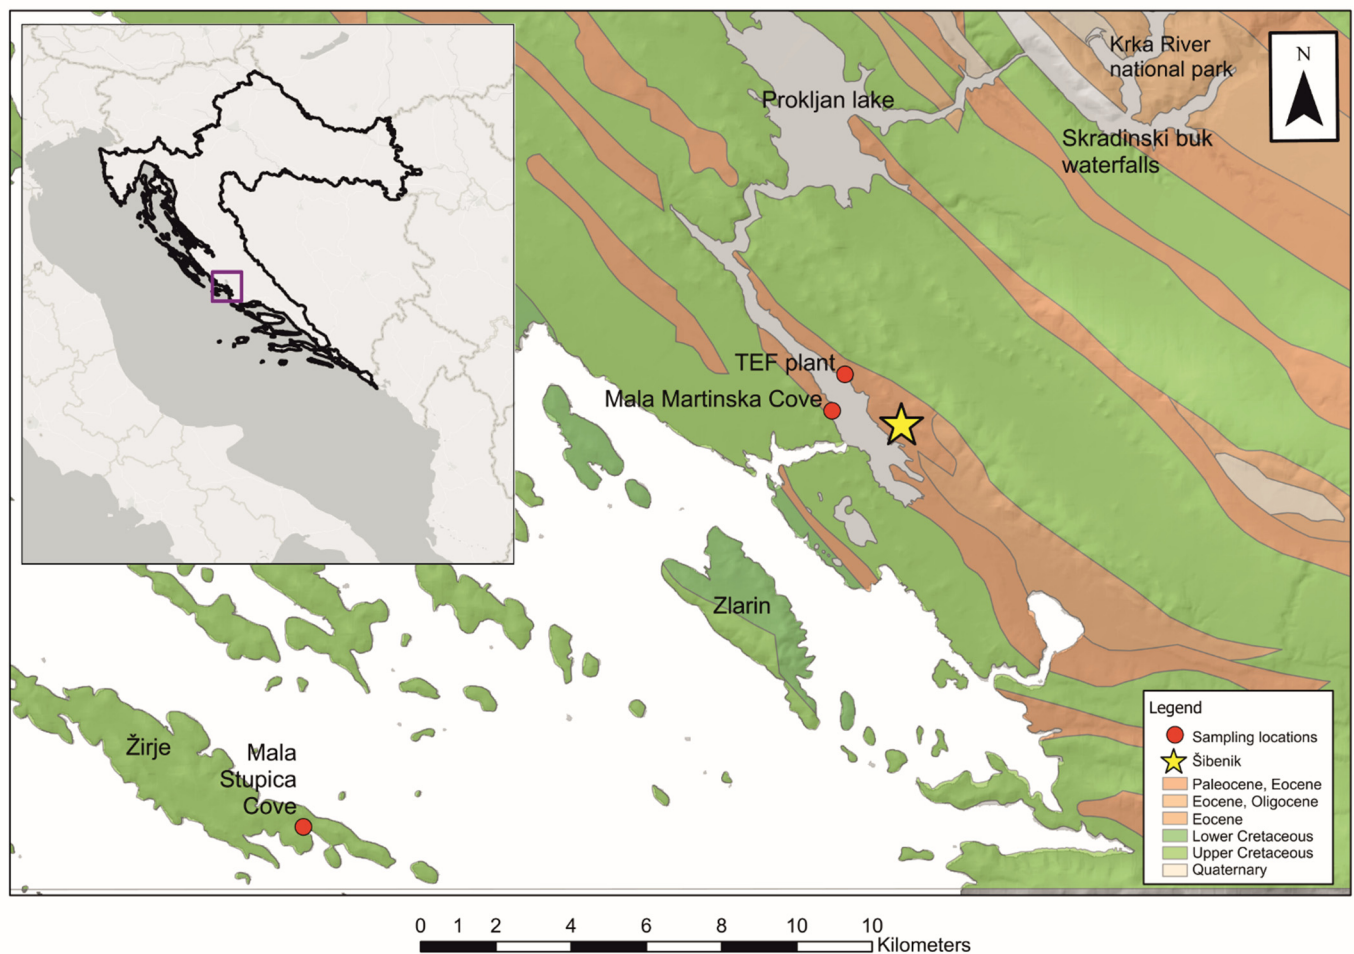 Krka River
national park
N
Prokljan lake
Skradinski buk
waterfalls
TEF plant
Mala Martinska Cove
Zlarin
Žirje
Mala
Stupica
Cove
Legend
Sampling locations
Šibenik
Paleocene, Eocene
Eocene, Oligocene
Eocene
Lower Cretaceous
Upper Cretaceous
Quaternary
0 1 2 4 6 8 10 10
Kilometers